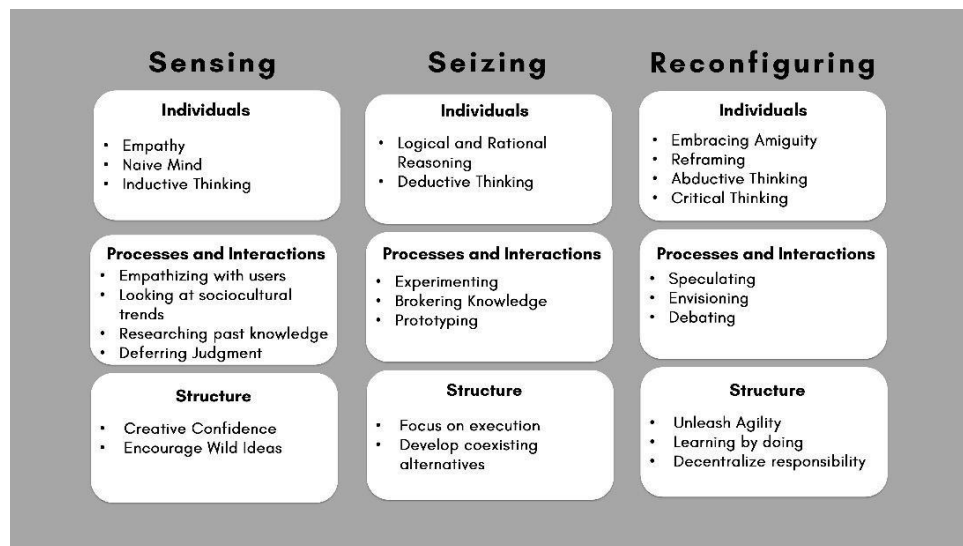 Sensing
Individuals
• Empathy
• Naive Mind
• Inductive Thinking
Processes and Interactions
• Empathizing with users
• Looking at sociocultural
trends
• Researching past knowledge
• Deferring Judgment
Structure
• Creative Confidence
• Encourage Wild Ideas
Seizing
Individuals
• Logical and Rational
Reasoning
• Deductive Thinking
Processes and Interactions
• Experimenting
• Brokering Knowledge
• Prototyping
Structure
• Focus on execution
• Develop coexisting
alternatives
Reconfiguring
Individuals
• Embracing Amiguity
• Reframing
• Abductive Thinking
• Critical Thinking
Processes and Interactions
• Speculating
• Envisioning
• Debating
Structure
• Unleash Agility
• Learning by doing
• Decentralize responsibility